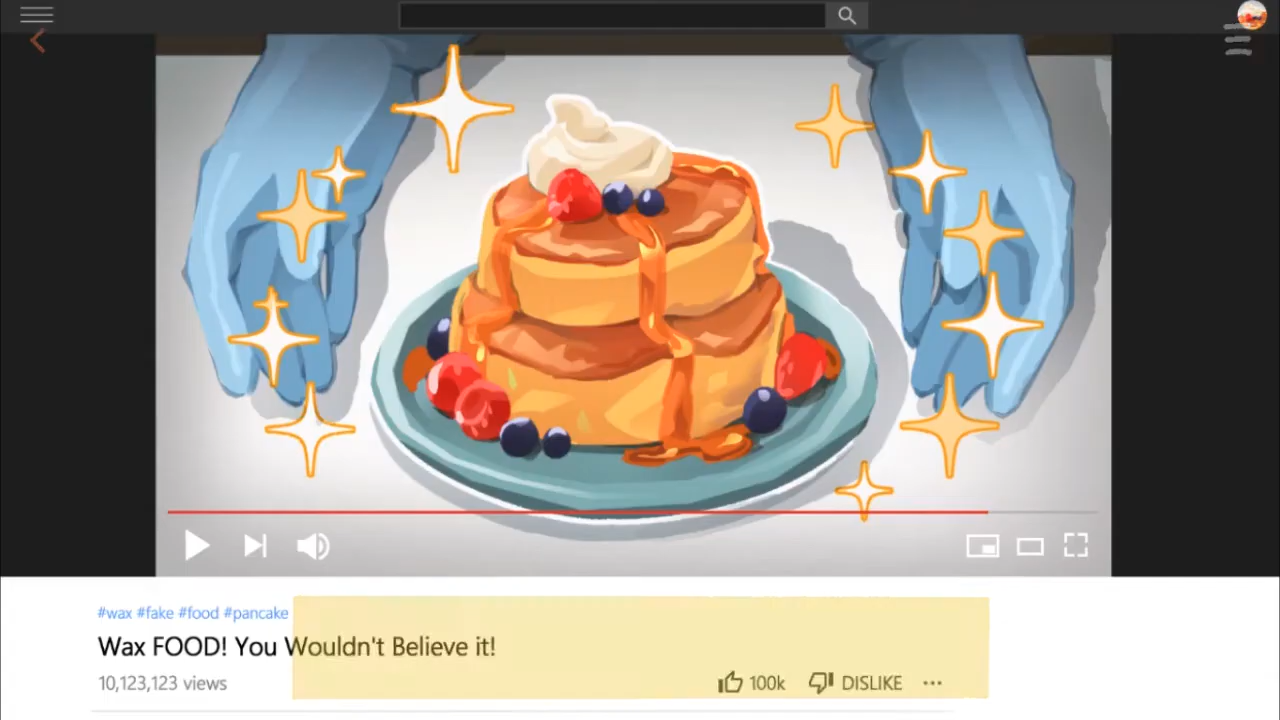 #wax #fake #food #pancake
Wax FOOD! You Wouldn't Believe it!
10,123,123 views 100k DISLIKE